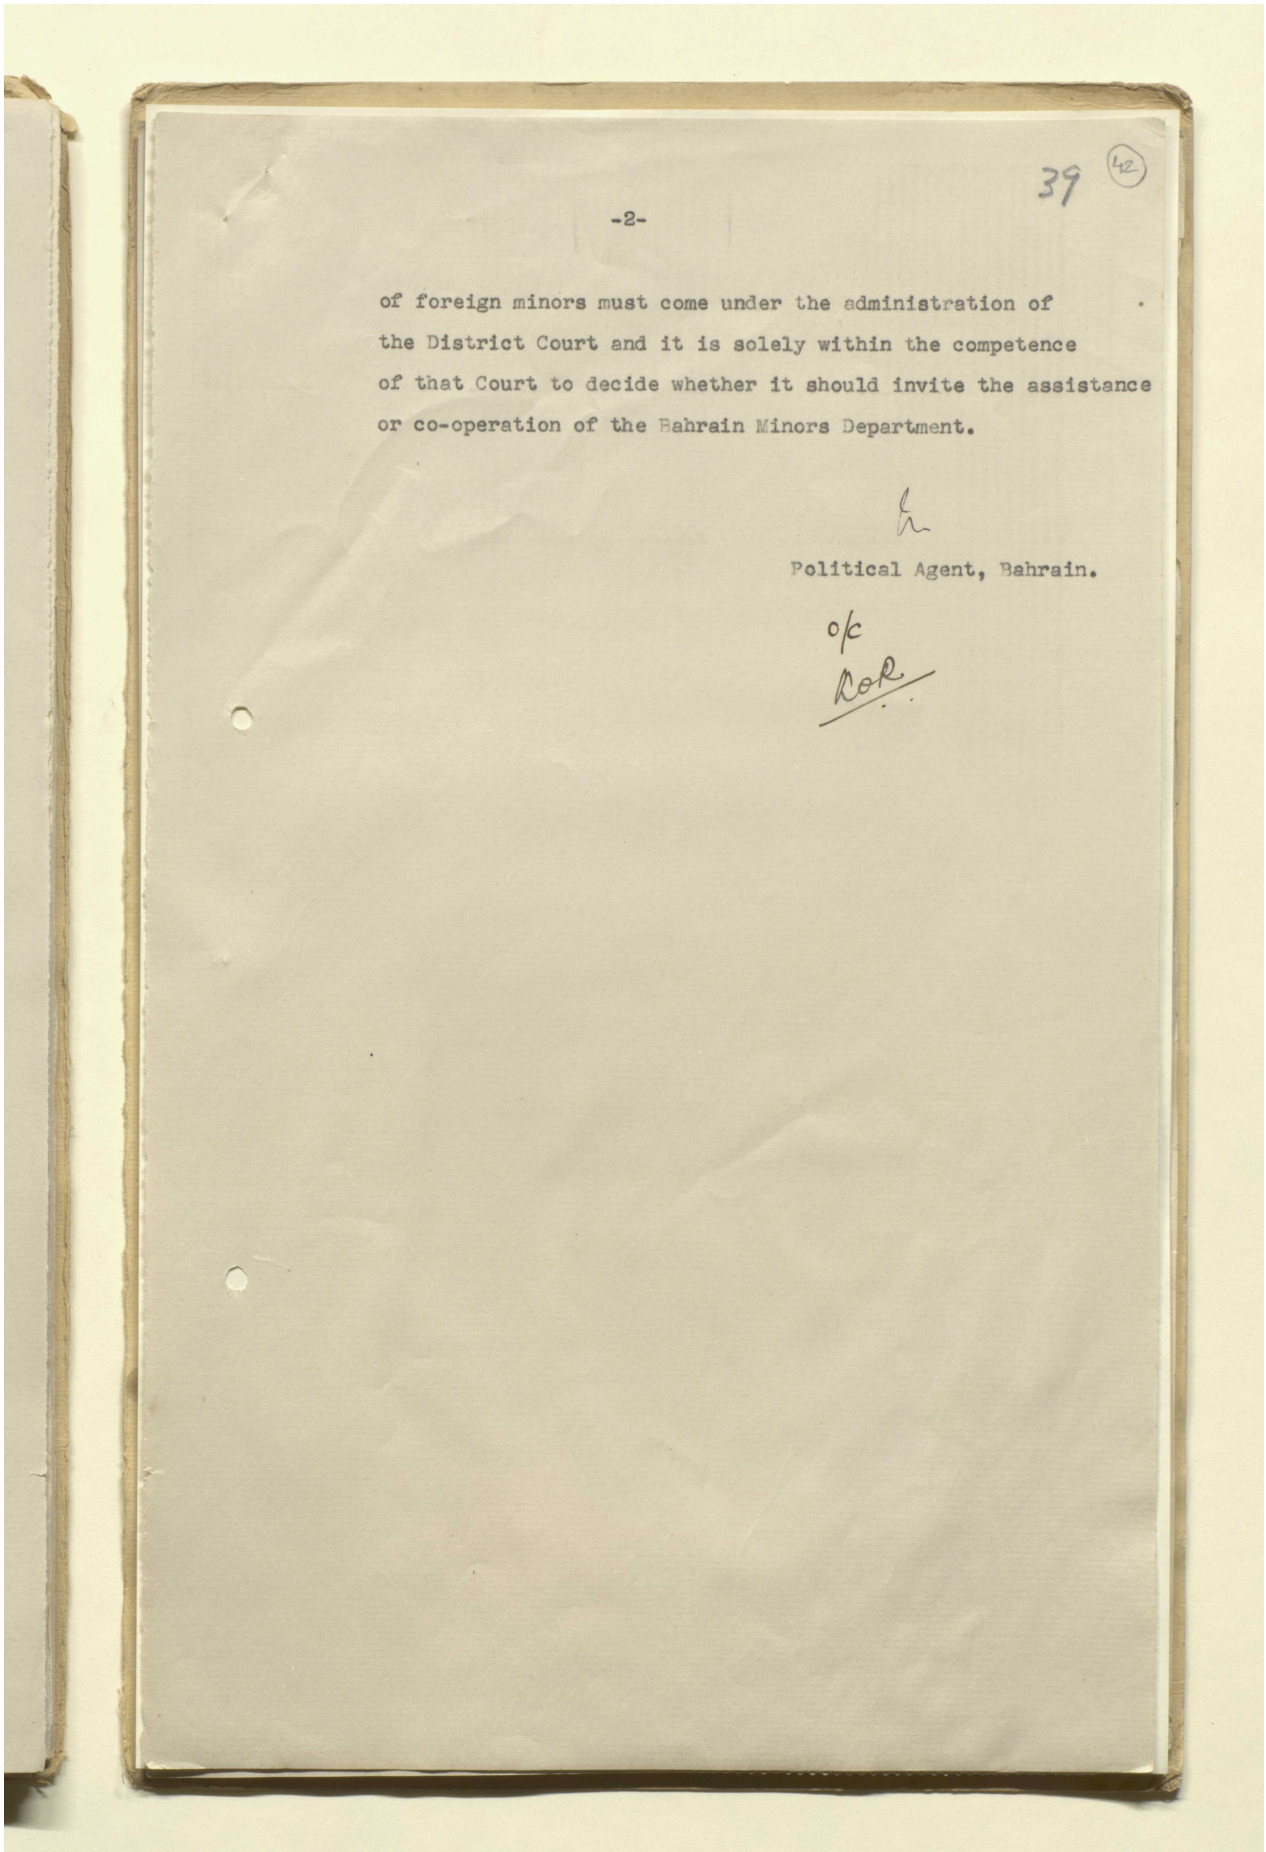 39
42
-2-
of foreign minors must come under the administration of
the District Court and it is solely within the competence
of that Court to decide whether it should invite the assistance
or co-operation of the Bahrain Minors Department.
Political Agent, Bahrain.
o/c